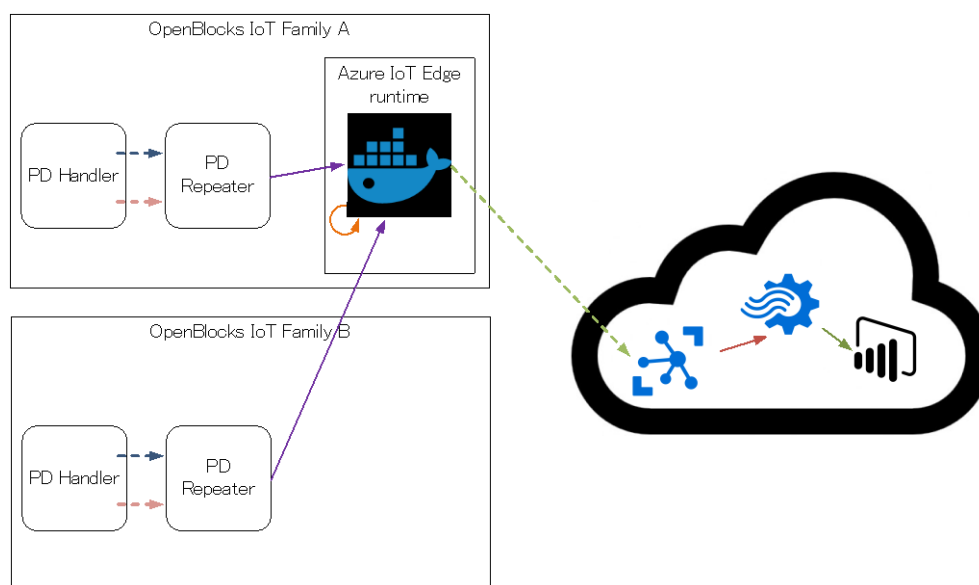 OpenBlocks IoT Family A
Azure IoT Edge
runtime
PD Handler
PD
Repeater
OpenBlocks IoT Family B
PD Handler
PD
Repeater